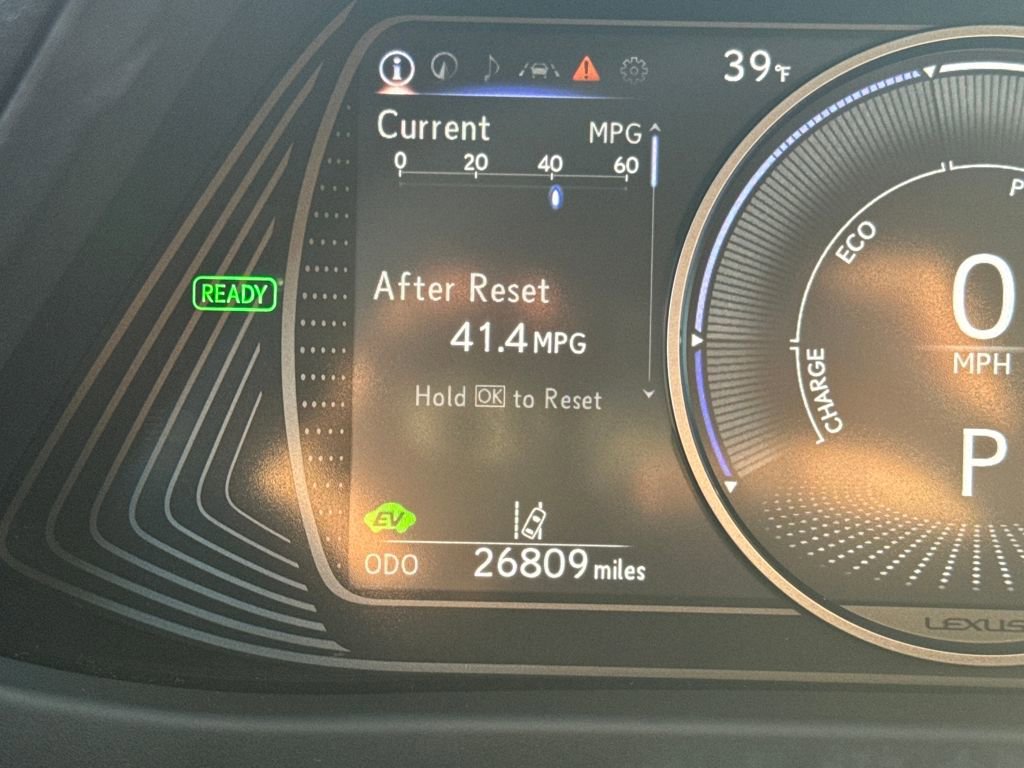 39°F
Current MPG
0 20 40 60
After Reset
41.4 MPG
Hold OK to Reset
READY
EV
ODO 26809 miles
ECO
CHARGE
P
0
MPH
P
LEXUS